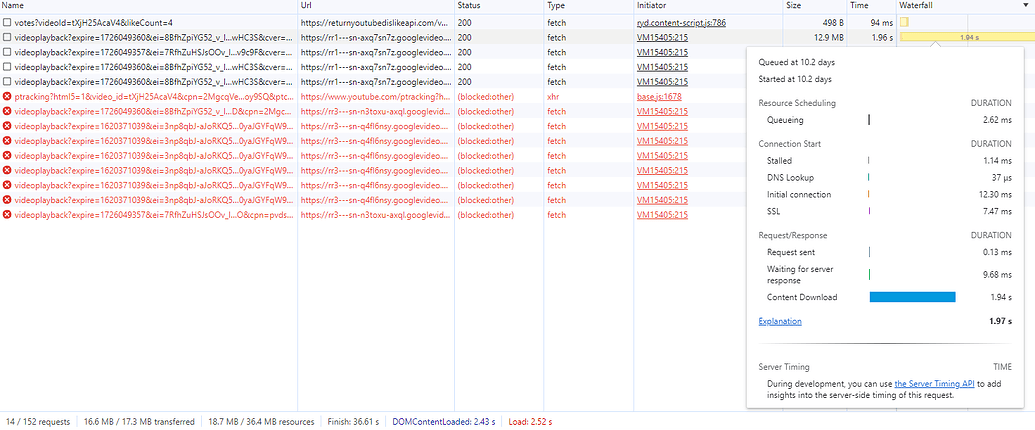 Name Url Status Type Initiator Size Time Waterfall
votes?videoId=tXjH25AcaV4&likeCount=4 https://returnyoutubedislikeapi.com/v... 200 fetch ryd.content-script.js:786 498 B 94 ms
videoplayback?expire=1726049360&ei=8BfhZpiYG52_v_I...wHC3S&cver=... https://rr1---sn-axq7sn7z.googlevideo.... 200 fetch VM15405:215 12.9 MB 1.96 s 1.94 s
videoplayback?expire=1726049357&ei=7RfhZuHSJsOOv_I...v9c9F&cver=... https://rr1---sn-axq7sn7z.googlevideo.... 200 fetch VM15405:215
videoplayback?expire=1726049360&ei=8BfhZpiYG52_v_I...wHC3S&cver=... https://rr1---sn-axq7sn7z.googlevideo.... 200 fetch VM15405:215
videoplayback?expire=1726049360&ei=8BfhZpiYG52_v_I...wHC3S&cver=... https://rr1---sn-axq7sn7z.googlevideo.... 200 fetch VM15405:215
ptracking?html5=1&video_id=tXjH25AcaV4&cpn=2MgcqVe...oy9SQ&ptc... https://www.youtube.com/ptracking?h... (blocked:other) xhr base.js:1678
videoplayback?expire=1726049360&ei=8BfhZpiYG52_v_I...D&cpn=2Mgc... https://rr3---sn-n3toxu-axql.googlevid... (blocked:other) fetch VM15405:215
videoplayback?expire=1620371039&ei=3np8qbJ-aJoRKQ5...0yaJGYFqW9... https://rr3---sn-q4fl6nsy.googlevideo.... (blocked:other) fetch VM15405:215
videoplayback?expire=1620371039&ei=3np8qbJ-aJoRKQ5...0yaJGYFqW9... https://rr3---sn-q4fl6nsy.googlevideo.... (blocked:other) fetch VM15405:215
videoplayback?expire=1620371039&ei=3np8qbJ-aJoRKQ5...0yaJGYFqW9... https://rr3---sn-q4fl6nsy.googlevideo.... (blocked:other) fetch VM15405:215
videoplayback?expire=1620371039&ei=3np8qbJ-aJoRKQ5...0yaJGYFqW9... https://rr3---sn-q4fl6nsy.googlevideo.... (blocked:other) fetch VM15405:215
videoplayback?expire=1620371039&ei=3np8qbJ-aJoRKQ5...0yaJGYFqW9... https://rr3---sn-q4fl6nsy.googlevideo.... (blocked:other) fetch VM15405:215
videoplayback?expire=1620371039&ei=3np8qbJ-aJoRKQ5...0yaJGYFqW9... https://rr3---sn-q4fl6nsy.googlevideo.... (blocked:other) fetch VM15405:215
videoplayback?expire=1726049357&ei=7RfhZuHSJsOOv_I...O&cpn=pvds... https://rr3---sn-n3toxu-axql.googlevid... (blocked:other) fetch VM15405:215
Queued at 10.2 days
Started at 10.2 days
Resource Scheduling DURATION
Queueing 2.62 ms
Connection Start DURATION
Stalled 1.14 ms
DNS Lookup 37 μs
Initial connection 12.30 ms
SSL 7.47 ms
Request/Response DURATION
Request sent 0.13 ms
Waiting for server
response 9.68 ms
Content Download 1.94 s
Explanation 1.97 s
Server Timing TIME
During development, you can use the Server Timing API to add
insights into the server-side timing of this request.
14 / 152 requests 16.6 MB / 17.3 MB transferred 18.7 MB / 36.4 MB resources Finish: 36.61 s DOMContentLoaded: 2.43 s Load: 2.52 s